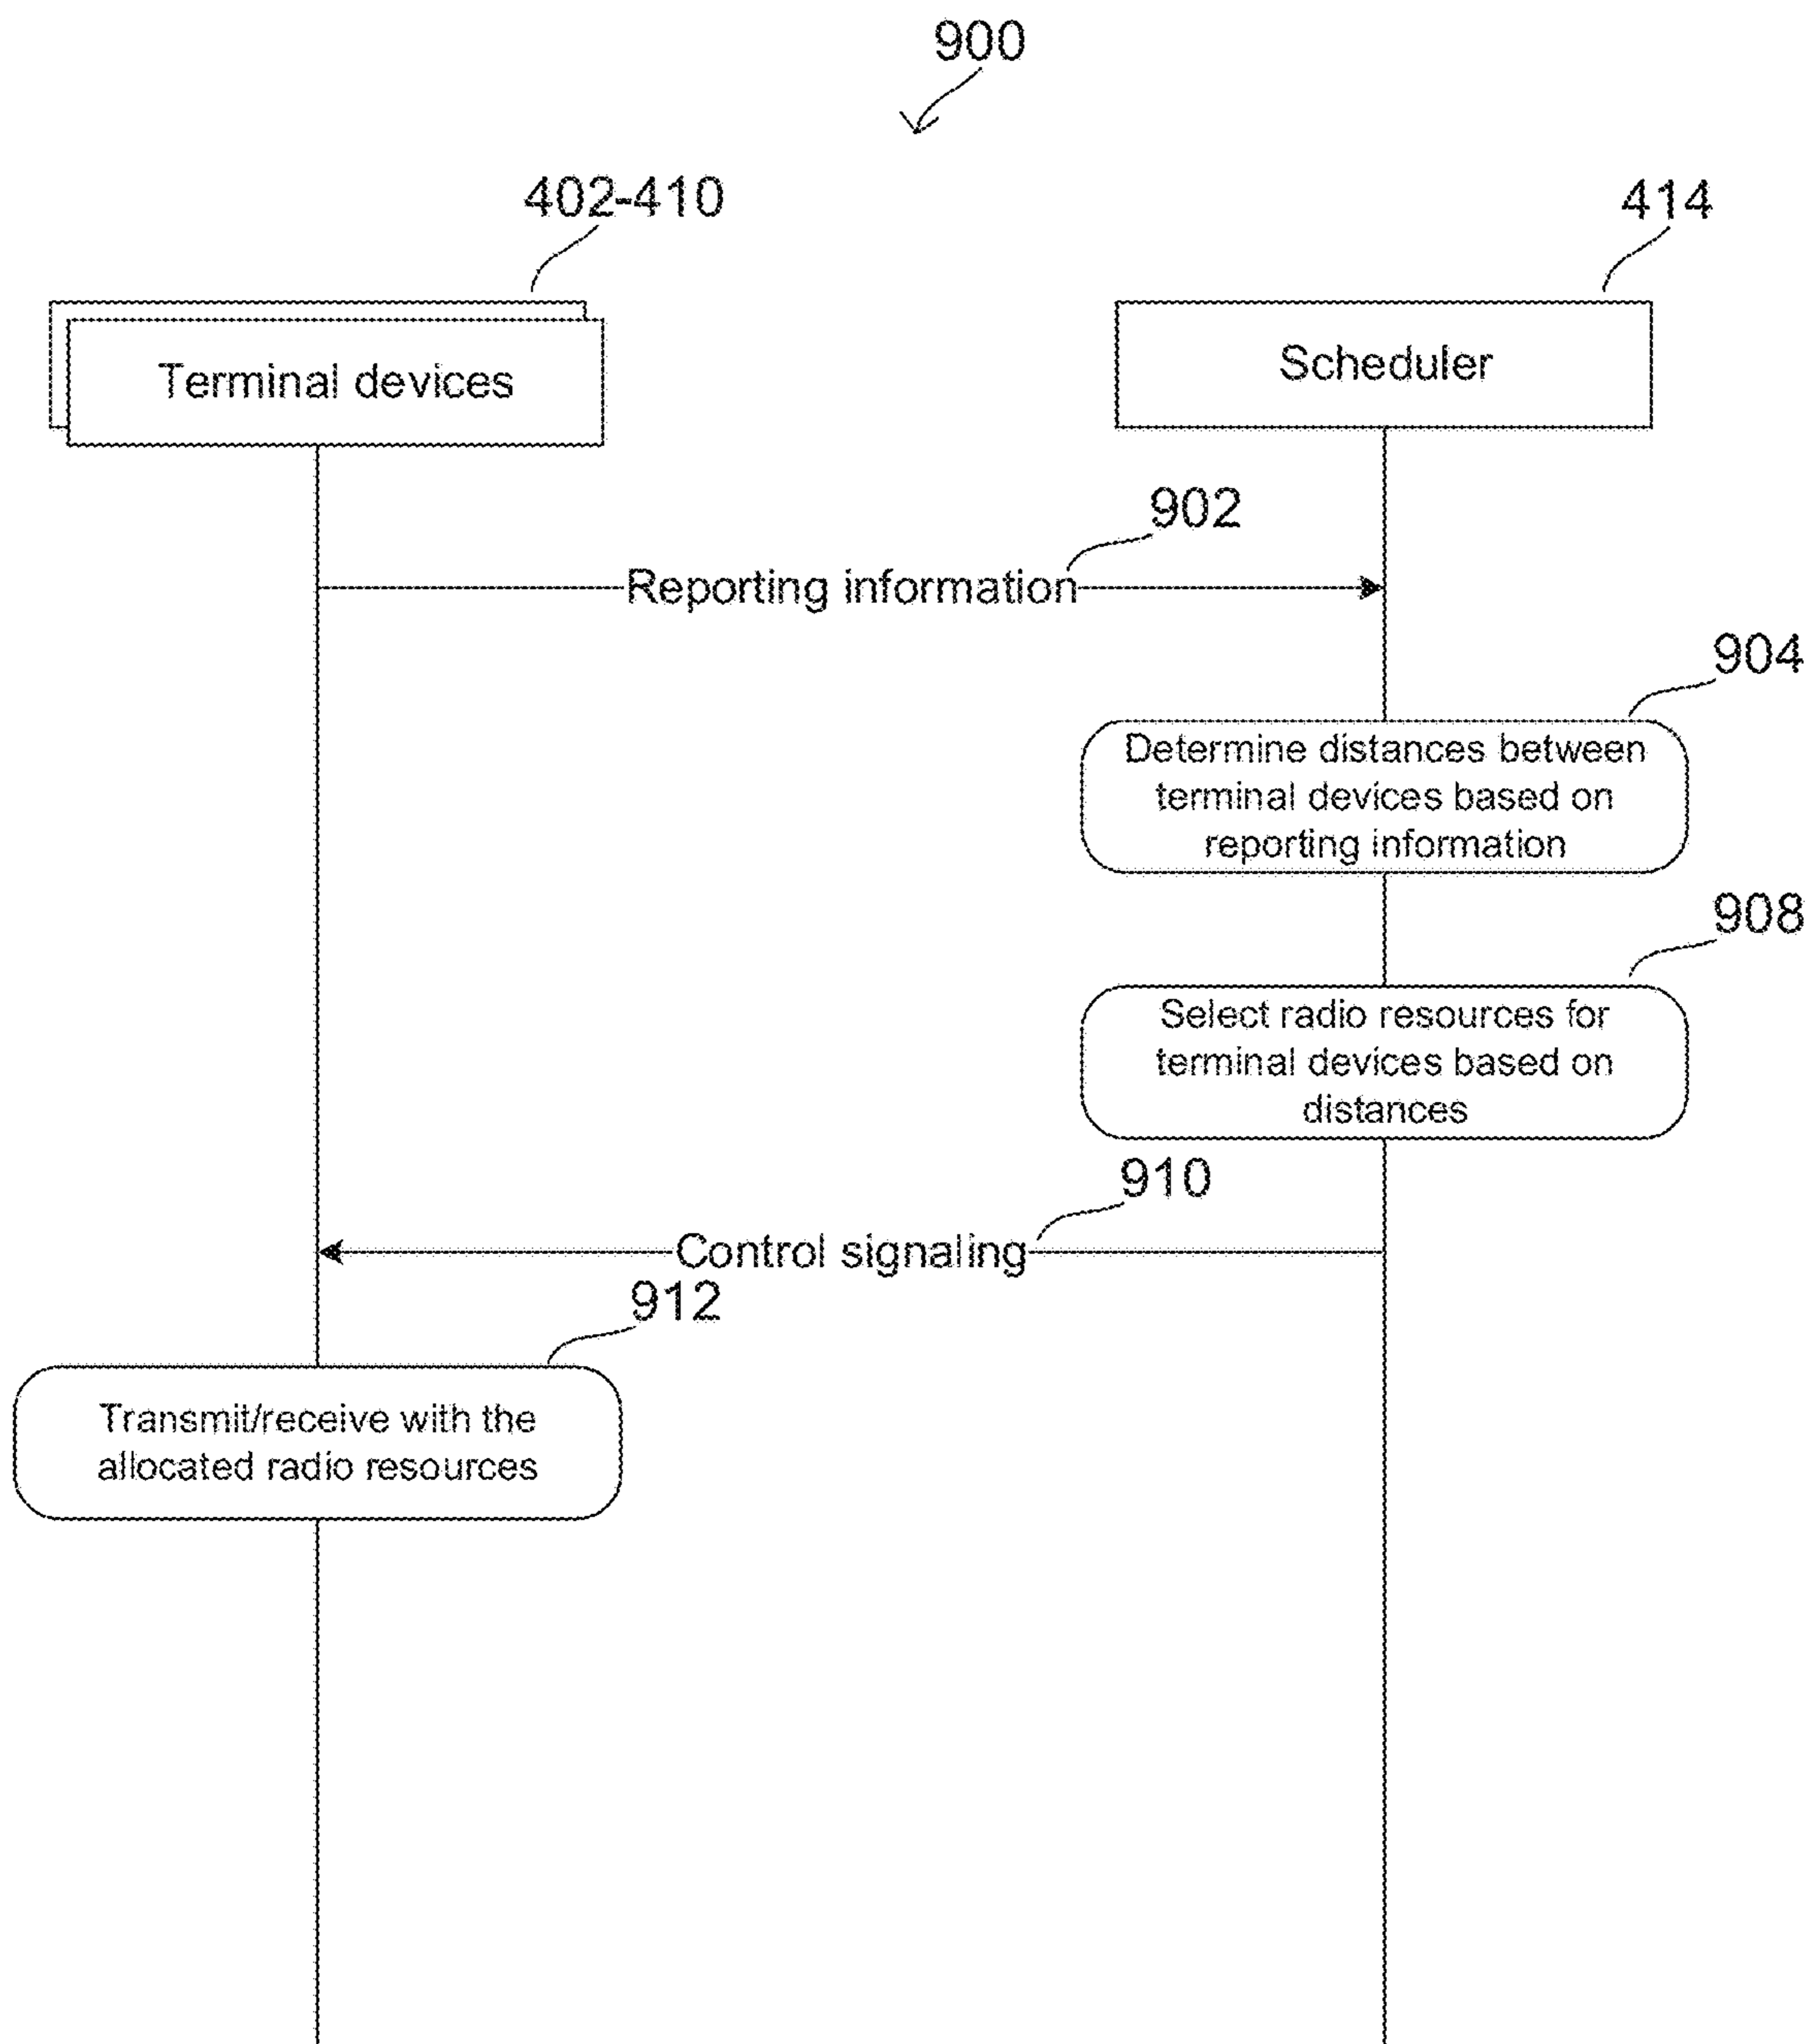 900
402-410
414
Terminal devices
Scheduler
902
Reporting information
904
Determine distances between
terminal devices based on
reporting information
908
Select radio resources for
terminal devices based on
distances
910
Control signaling
912
Transmit/receive with the
allocated radio resources